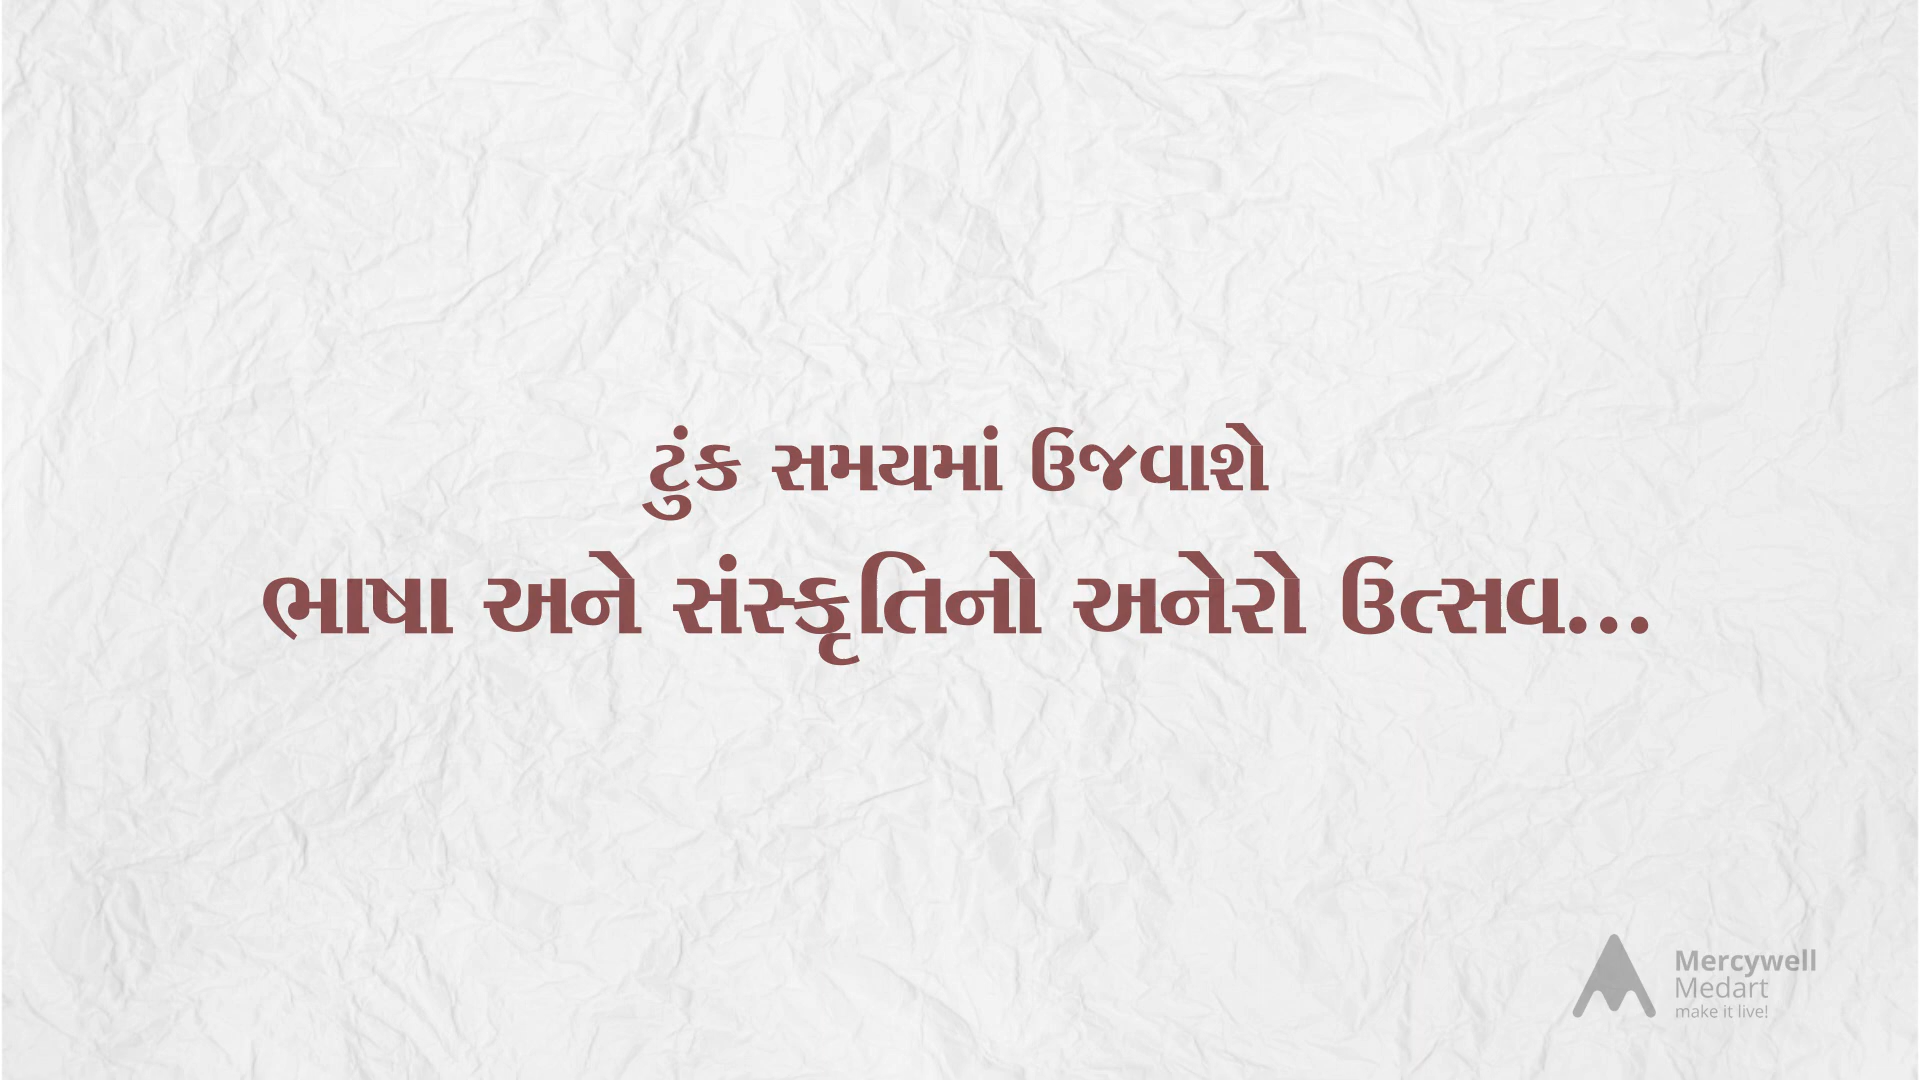 ટુંક સમયમાં ઉજવાશે
ભાષા અને સંસ્કૃતિનો અનેરો ઉત્સવ...
Mercywell
Medart
make it live!